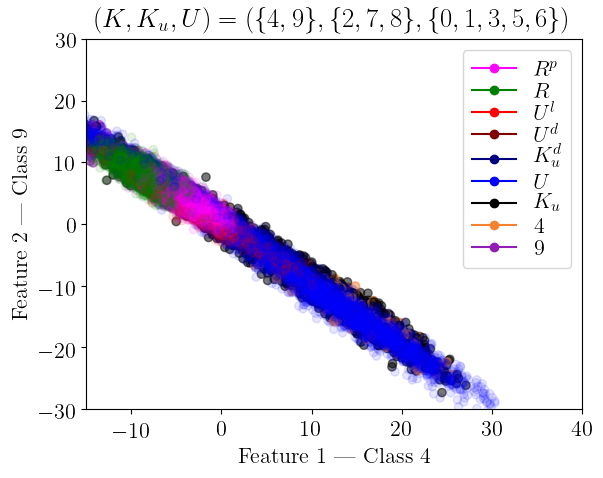 (K, K_u, U) = ({4, 9}, {2, 7, 8}, {0, 1, 3, 5, 6})
30
20
10
0
−10
−20
−30
−10
0
10
20
30
40
Feature 2 — Class 9
Feature 1 — Class 4
R^p
R
U^l
U^d
K_u^d
U
K_u
4
9